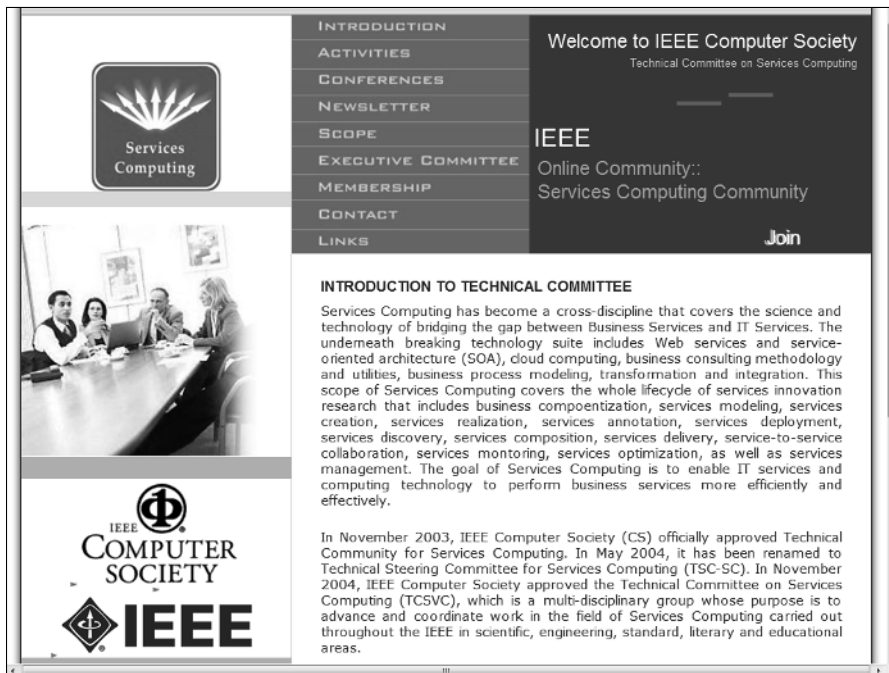 Services
Computing
IEEE
COMPUTER
SOCIETY
IEEE
INTRODUCTION
ACTIVITIES
CONFERENCES
NEWSLETTER
SCOPE
EXECUTIVE COMMITTEE
MEMBERSHIP
CONTACT
LINKS
Welcome to IEEE Computer Society
Technical Committee on Services Computing
IEEE
Online Community::
Services Computing Community
Join
INTRODUCTION TO TECHNICAL COMMITTEE
Services Computing has become a cross-discipline that covers the science and
technology of bridging the gap between Business Services and IT Services. The
underneath breaking technology suite includes Web services and service-
oriented architecture (SOA), cloud computing, business consulting methodology
and utilities, business process modeling, transformation and integration. This
scope of Services Computing covers the whole lifecycle of services innovation
research that includes business compoentization, services modeling, services
creation, services realization, services annotation, services deployment,
services discovery, services composition, services delivery, service-to-service
collaboration, services montoring, services optimization, as well as services
management. The goal of Services Computing is to enable IT services and
computing technology to perform business services more efficiently and
effectively.
In November 2003, IEEE Computer Society (CS) officially approved Technical
Community for Services Computing. In May 2004, it has been renamed to
Technical Steering Committee for Services Computing (TSC-SC). In November
2004, IEEE Computer Society approved the Technical Committee on Services
Computing (TCSVC), which is a multi-disciplinary group whose purpose is to
advance and coordinate work in the field of Services Computing carried out
throughout the IEEE in scientific, engineering, standard, literary and educational
areas.